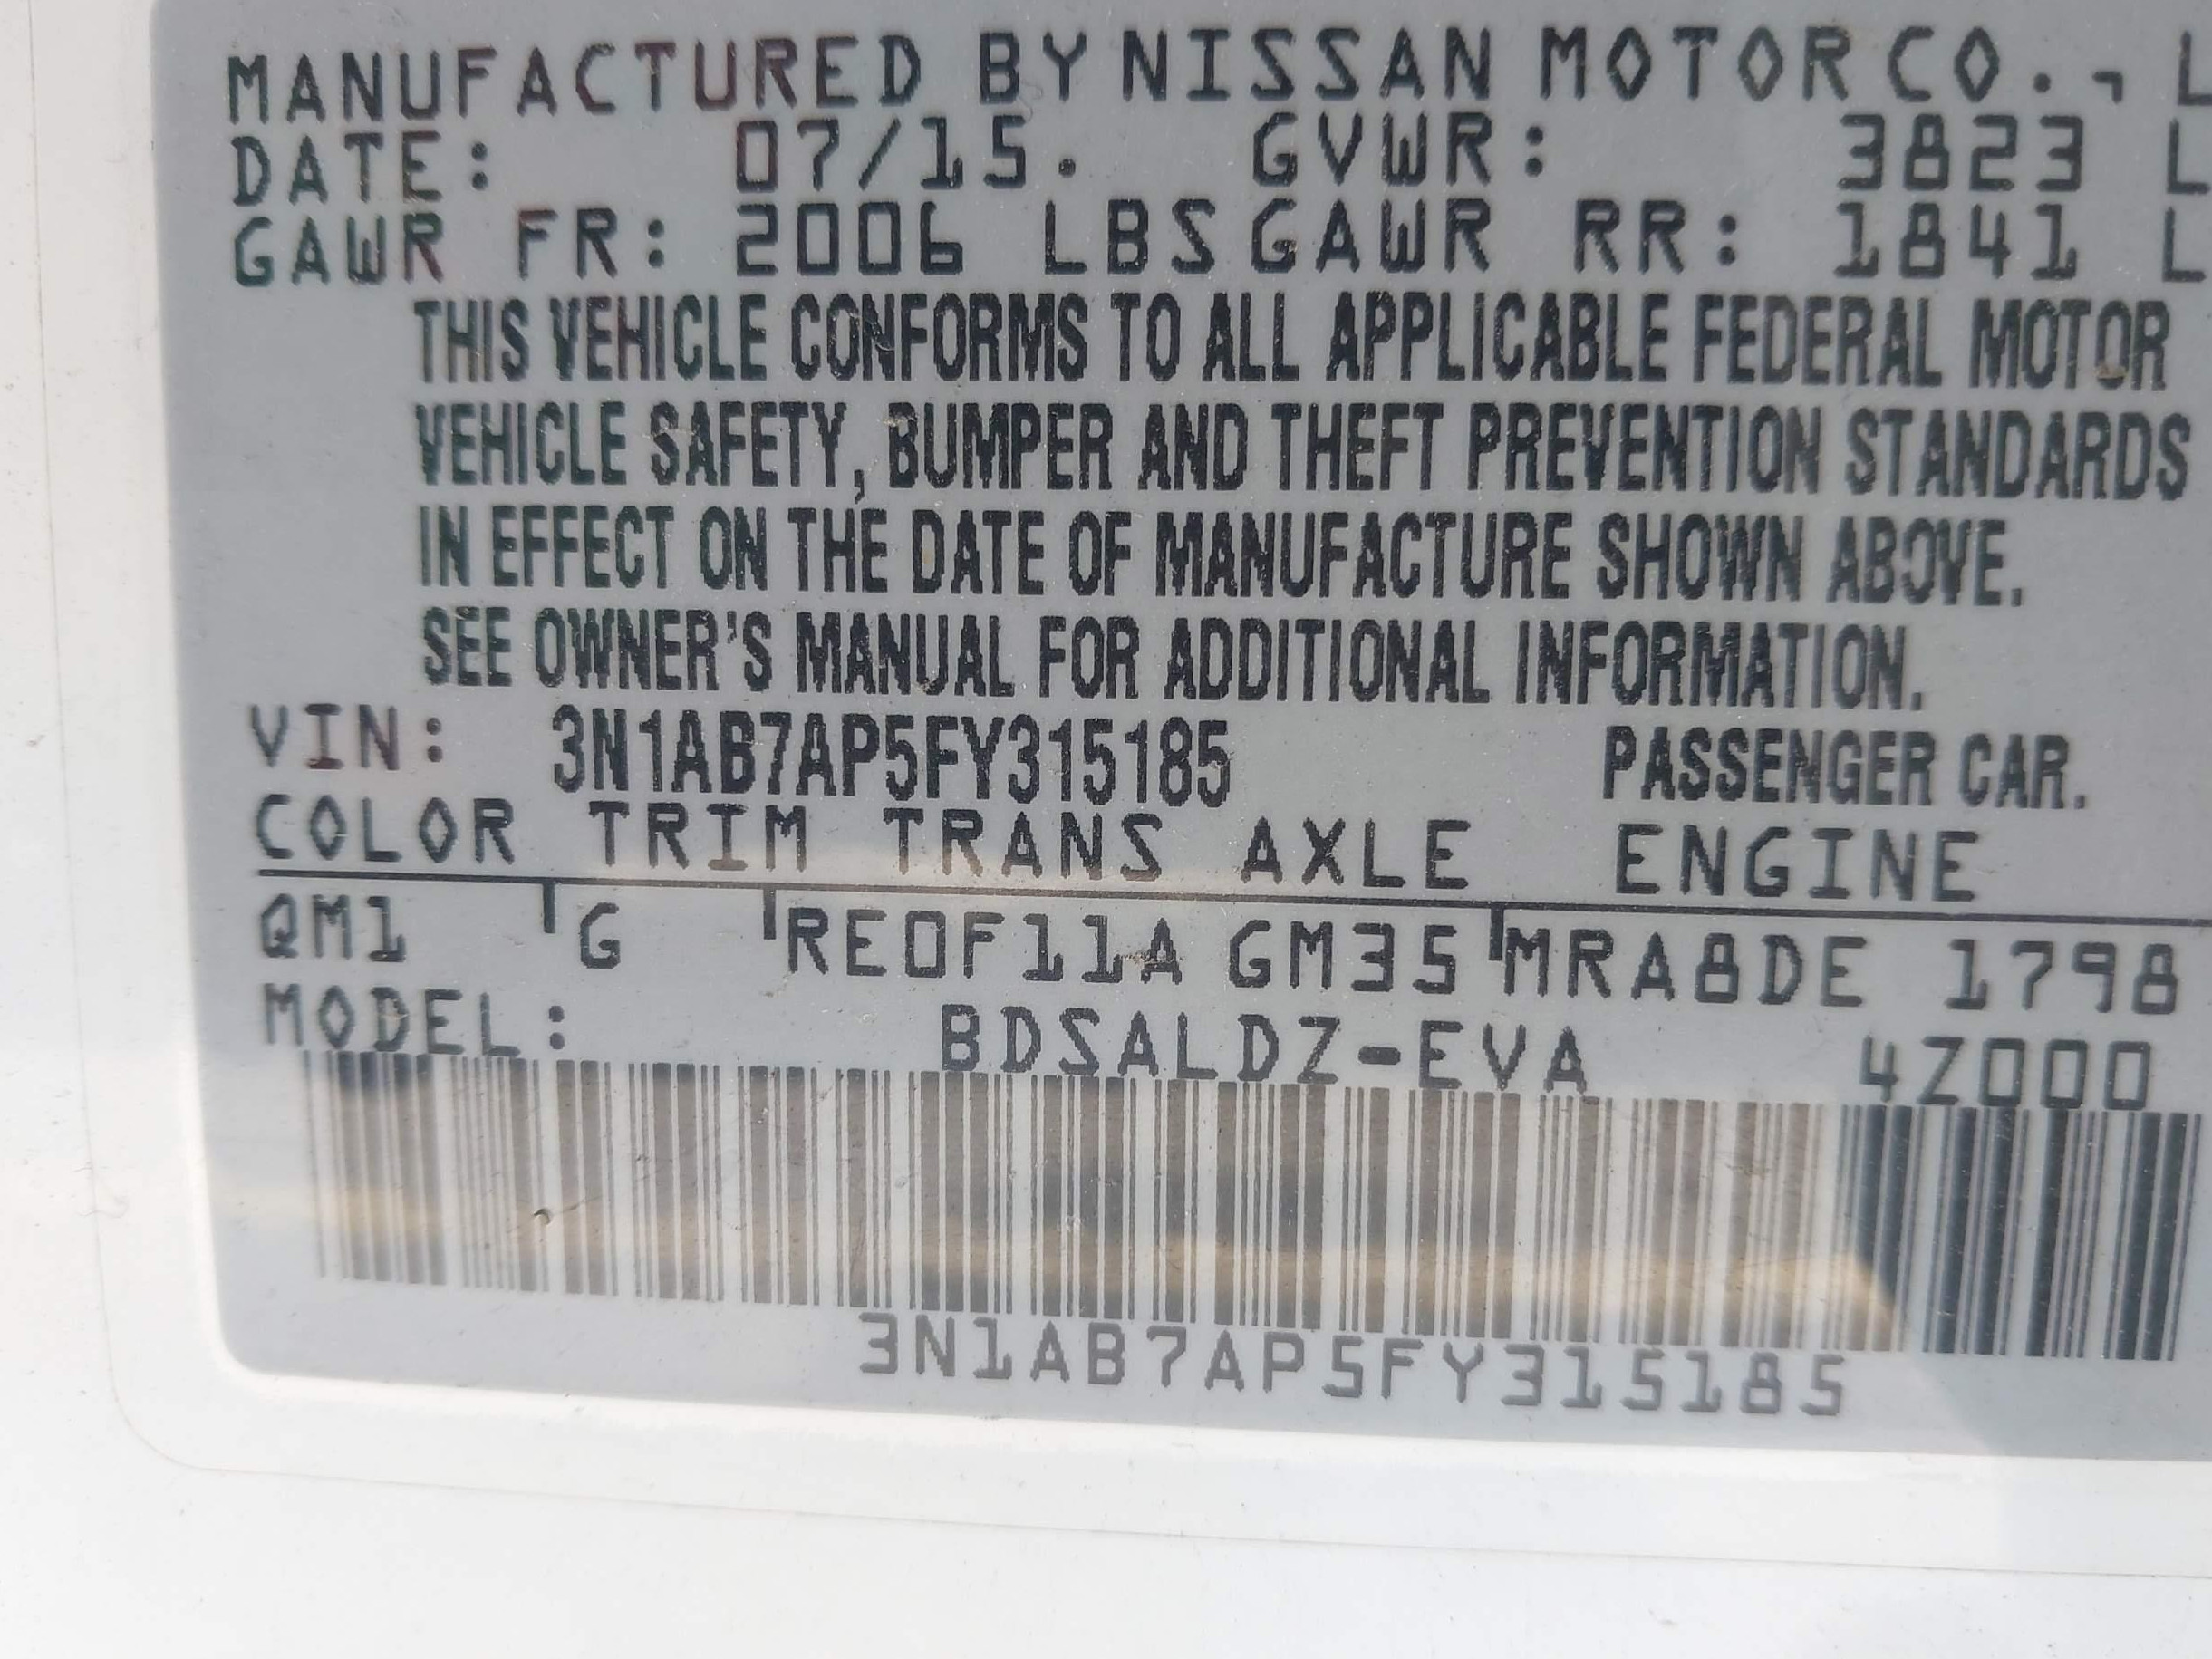 MANUFACTURED BY NISSAN MOTOR CO., L
DATE: 07/15. GVWR: 3823 L
GAWR FR: 2006 LBS GAWR RR: 1841 L
THIS VEHICLE CONFORMS TO ALL APPLICABLE FEDERAL MOTOR
VEHICLE SAFETY, BUMPER AND THEFT PREVENTION STANDARDS
IN EFFECT ON THE DATE OF MANUFACTURE SHOWN ABOVE.
SEE OWNER'S MANUAL FOR ADDITIONAL INFORMATION.
VIN: 3N1AB7AP5FY315185 PASSENGER CAR.
COLOR TRIM TRANS AXLE ENGINE
QM1 G RE0F11A GM35 MRA8DE 1798
MODEL: BDSALDZ-EVA 4Z000
3N1AB7AP5FY315185